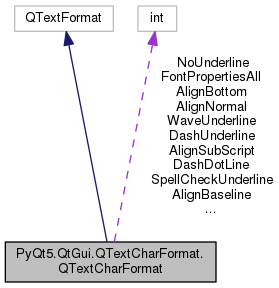 QTextFormat
int
NoUnderline
FontPropertiesAll
AlignBottom
AlignNormal
WaveUnderline
DashUnderline
AlignSubScript
DashDotLine
SpellCheckUnderline
AlignBaseline
...
PyQt5.QtGui.QTextCharFormat.
QTextCharFormat